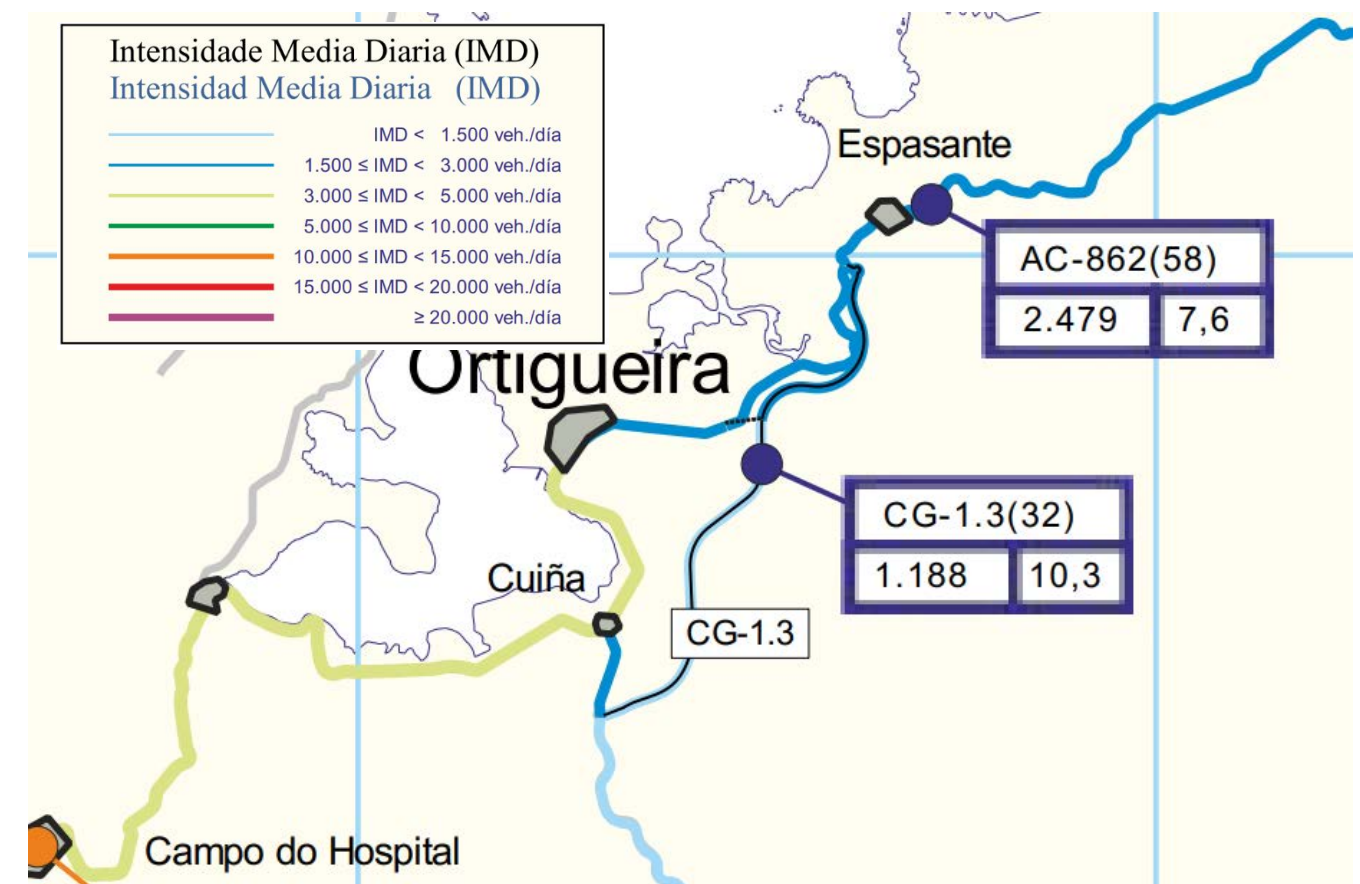 Intensidade Media Diaria (IMD)
Intensidad Media Diaria (IMD)
IMD < 1.500 veh./día
1.500 ≤ IMD < 3.000 veh./día
3.000 ≤ IMD < 5.000 veh./día
5.000 ≤ IMD < 10.000 veh./día
10.000 ≤ IMD < 15.000 veh./día
15.000 ≤ IMD < 20.000 veh./día
≥ 20.000 veh./día
Espasante
AC-862(58)
2.479 7,6
Ortigueira
CG-1.3(32)
1.188 10,3
Cuiña
CG-1.3
Campo do Hospital